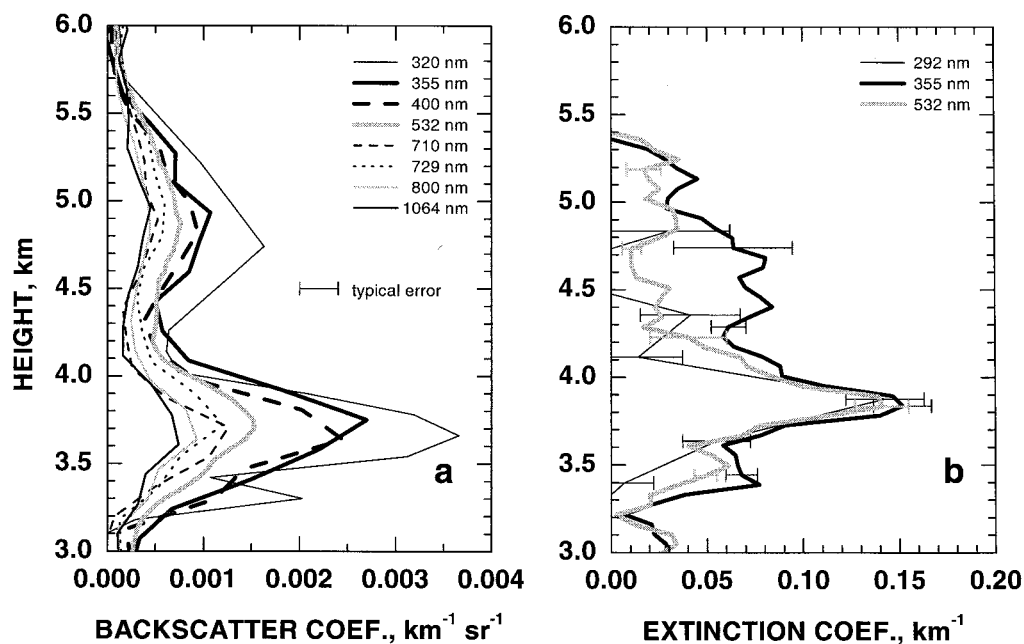 6.0
5.5
5.0
4.5
4.0
3.5
3.0
HEIGHT, km
320 nm
355 nm
400 nm
532 nm
710 nm
729 nm
800 nm
1064 nm
typical error
a
0.000 0.001 0.002 0.003 0.004
BACKSCATTER COEF., km⁻¹ sr⁻¹
6.0
5.5
5.0
4.5
4.0
3.5
3.0
292 nm
355 nm
532 nm
b
0.00 0.05 0.10 0.15 0.20
EXTINCTION COEF., km⁻¹